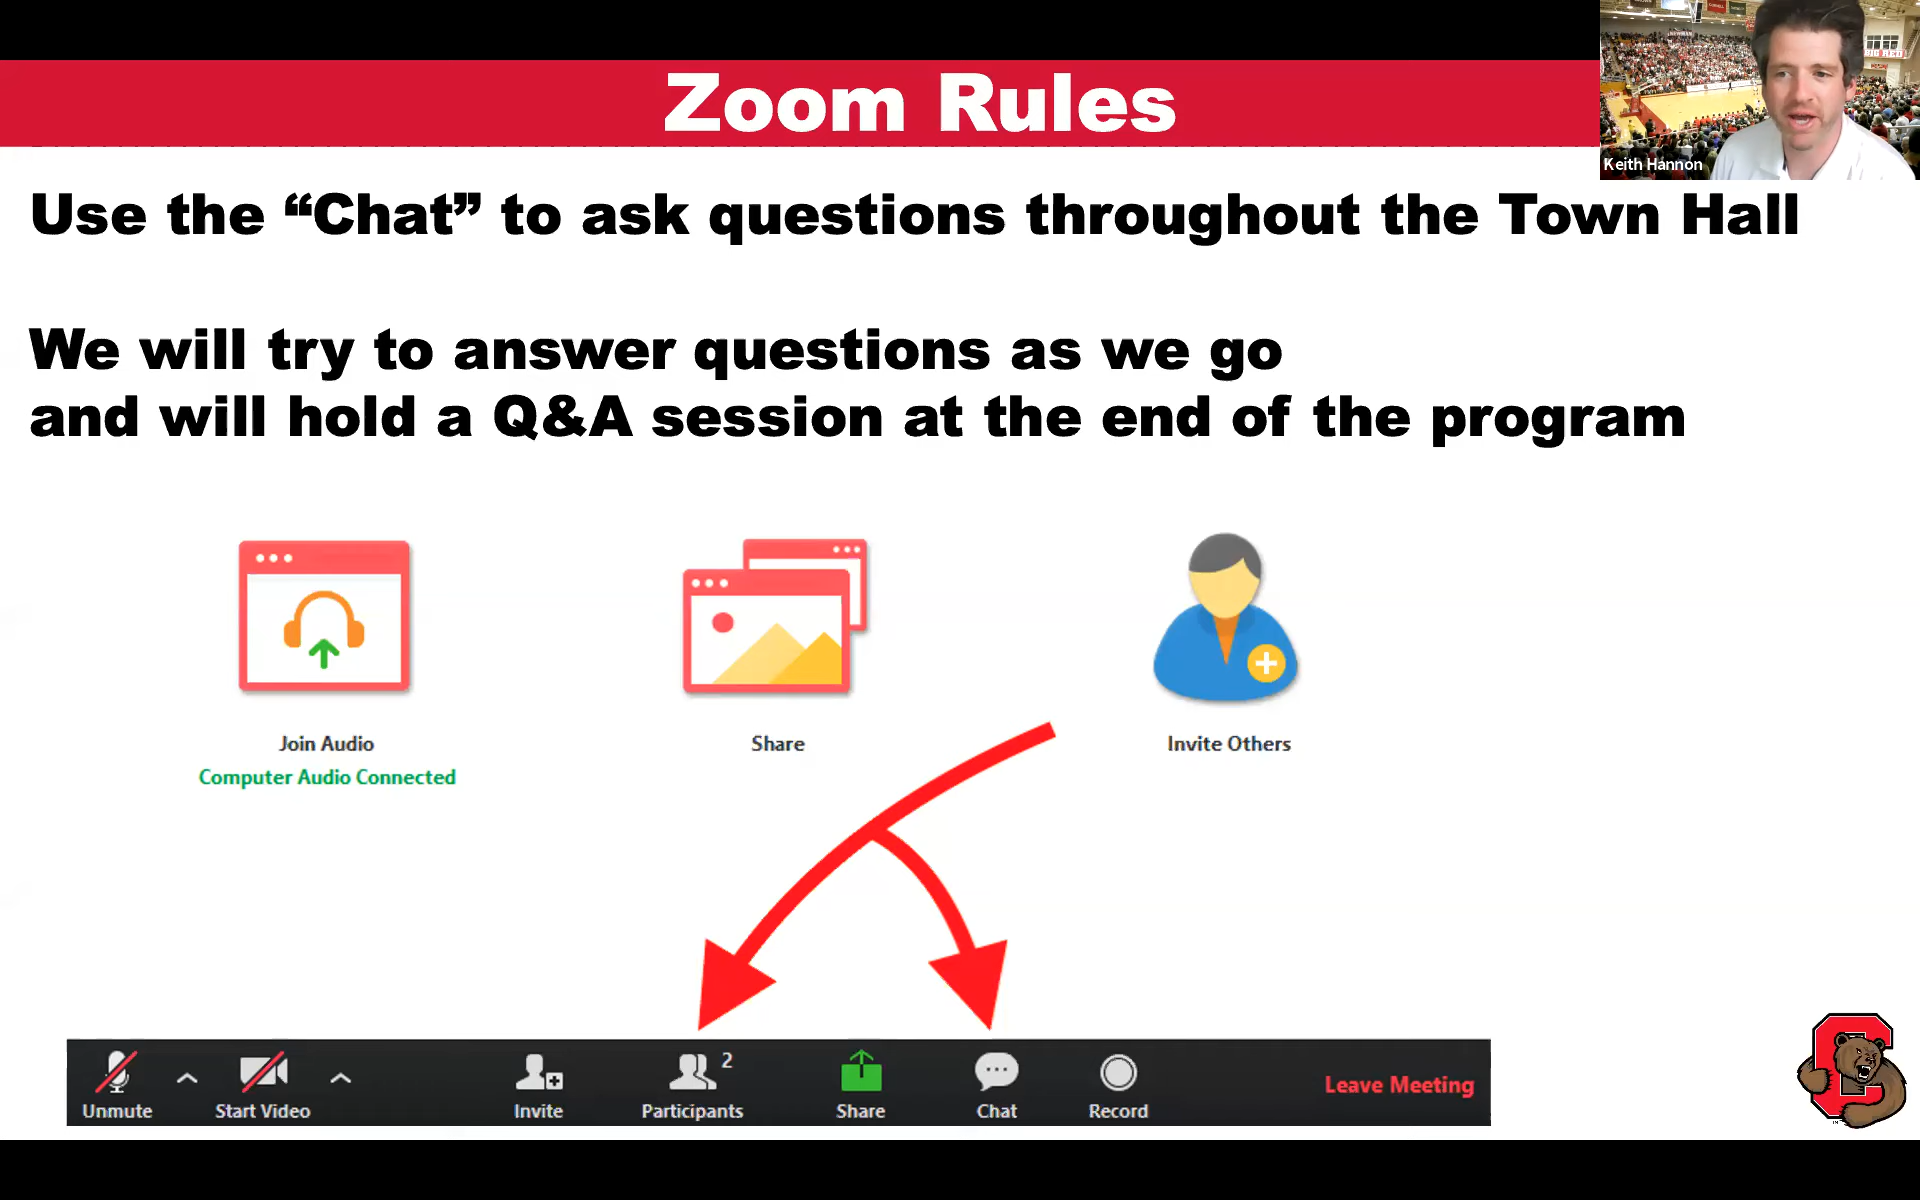 Zoom Rules
Keith Hannon
Use the “Chat” to ask questions throughout the Town Hall
We will try to answer questions as we go
and will hold a Q&A session at the end of the program
Join Audio
Computer Audio Connected
Share
Invite Others
Unmute
Start Video
Invite
2
Participants
Share
Chat
Record
Leave Meeting
C
BIG RED